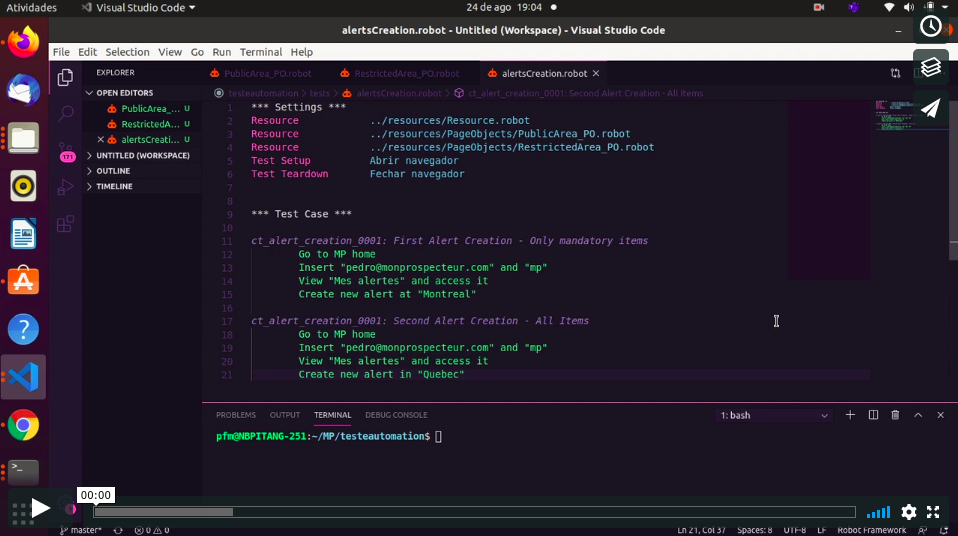 Atividades Visual Studio Code 24 de ago 19:04
alertsCreation.robot - Untitled (Workspace) - Visual Studio Code
File Edit Selection View Go Run Terminal Help
EXPLORER PublicArea_PO.robot RestrictedArea_PO.robot alertsCreation.robot
OPEN EDITORS
testeautomation > tests > alertsCreation.robot > ct_alert_creation_0001: Second Alert Creation - All Items
PublicArea_... U
RestrictedA... U
alertsCreati... U
UNTITLED (WORKSPACE)
OUTLINE
TIMELINE
171
1 *** Settings ***
2 Resource ../resources/Resource.robot
3 Resource ../resources/PageObjects/PublicArea_PO.robot
4 Resource ../resources/PageObjects/RestrictedArea_PO.robot
5 Test Setup Abrir navegador
6 Test Teardown Fechar navegador
7
8
9 *** Test Case ***
10
11 ct_alert_creation_0001: First Alert Creation - Only mandatory items
12 Go to MP home
13 Insert "pedro@monprospecteur.com" and "mp"
14 View "Mes alertes" and access it
15 Create new alert at "Montreal"
16
17 ct_alert_creation_0001: Second Alert Creation - All Items
18 Go to MP home
19 Insert "pedro@monprospecteur.com" and "mp"
20 View "Mes alertes" and access it
21 Create new alert in "Quebec"
PROBLEMS OUTPUT TERMINAL DEBUG CONSOLE 1: bash
pfm@NBPITANG-251:~/MP/testeautomation$
00:00
master* 0 0 Ln 21, Col 37 Spaces: 8 UTF-8 LF Robot Framework